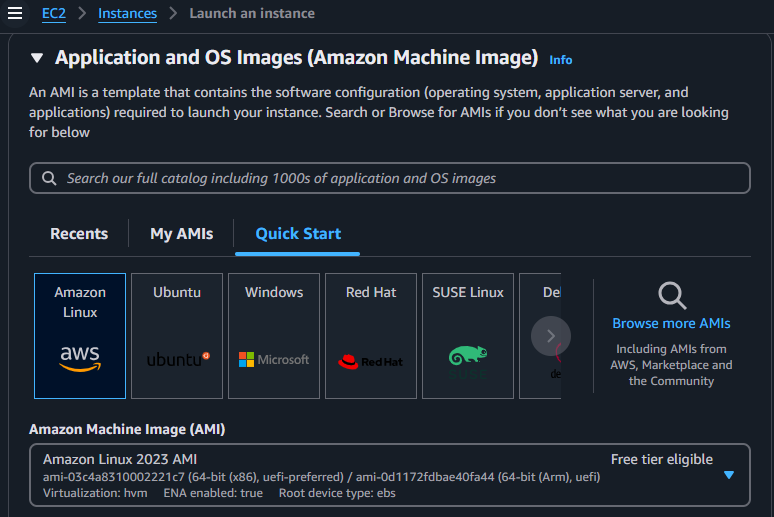 EC2 > Instances > Launch an instance
Application and OS Images (Amazon Machine Image) Info
An AMI is a template that contains the software configuration (operating system, application server, and
applications) required to launch your instance. Search or Browse for AMIs if you don't see what you are looking
for below
Search our full catalog including 1000s of application and OS images
Recents My AMIs Quick Start
Amazon
Linux
aws
Ubuntu
ubuntu
Windows
Microsoft
Red Hat
Red Hat
SUSE Linux
De
de
Browse more AMIs
Including AMIs from
AWS, Marketplace and
the Community
Amazon Machine Image (AMI)
Amazon Linux 2023 AMI Free tier eligible
ami-03c4a8310002221c7 (64-bit (x86), uefi-preferred) / ami-0d1172fdbae40fa44 (64-bit (Arm), uefi)
Virtualization: hvm ENA enabled: true Root device type: ebs